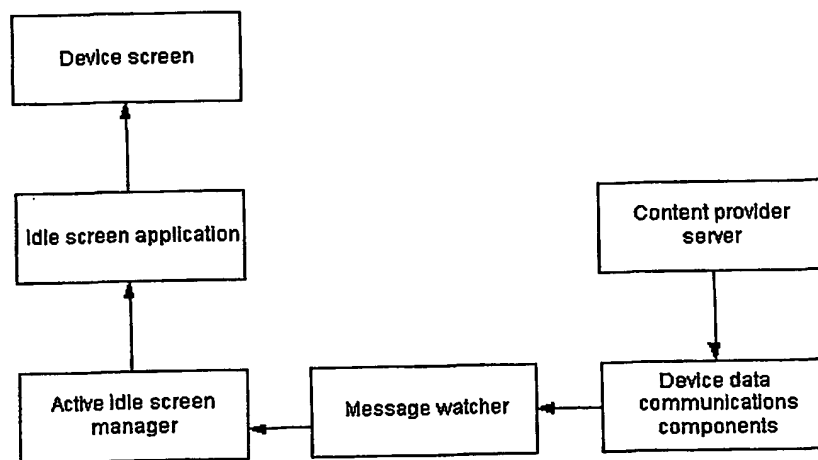 Device screen
Idle screen application
Content provider
server
Active idle screen
manager
Message watcher
Device data
communications
components